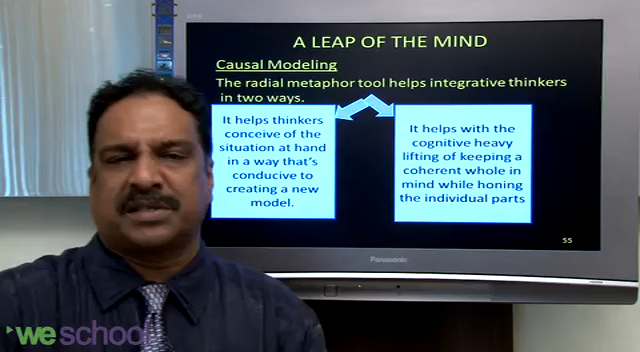 A LEAP OF THE MIND
Causal Modeling
The radial metaphor tool helps integrative thinkers
in two ways.
It helps thinkers
conceive of the
situation at hand
in a way that's
conducive to
creating a new
model.
It helps with the
cognitive heavy
lifting of keeping a
coherent whole in
mind while honing
the individual parts
55
Panasonic
weschool